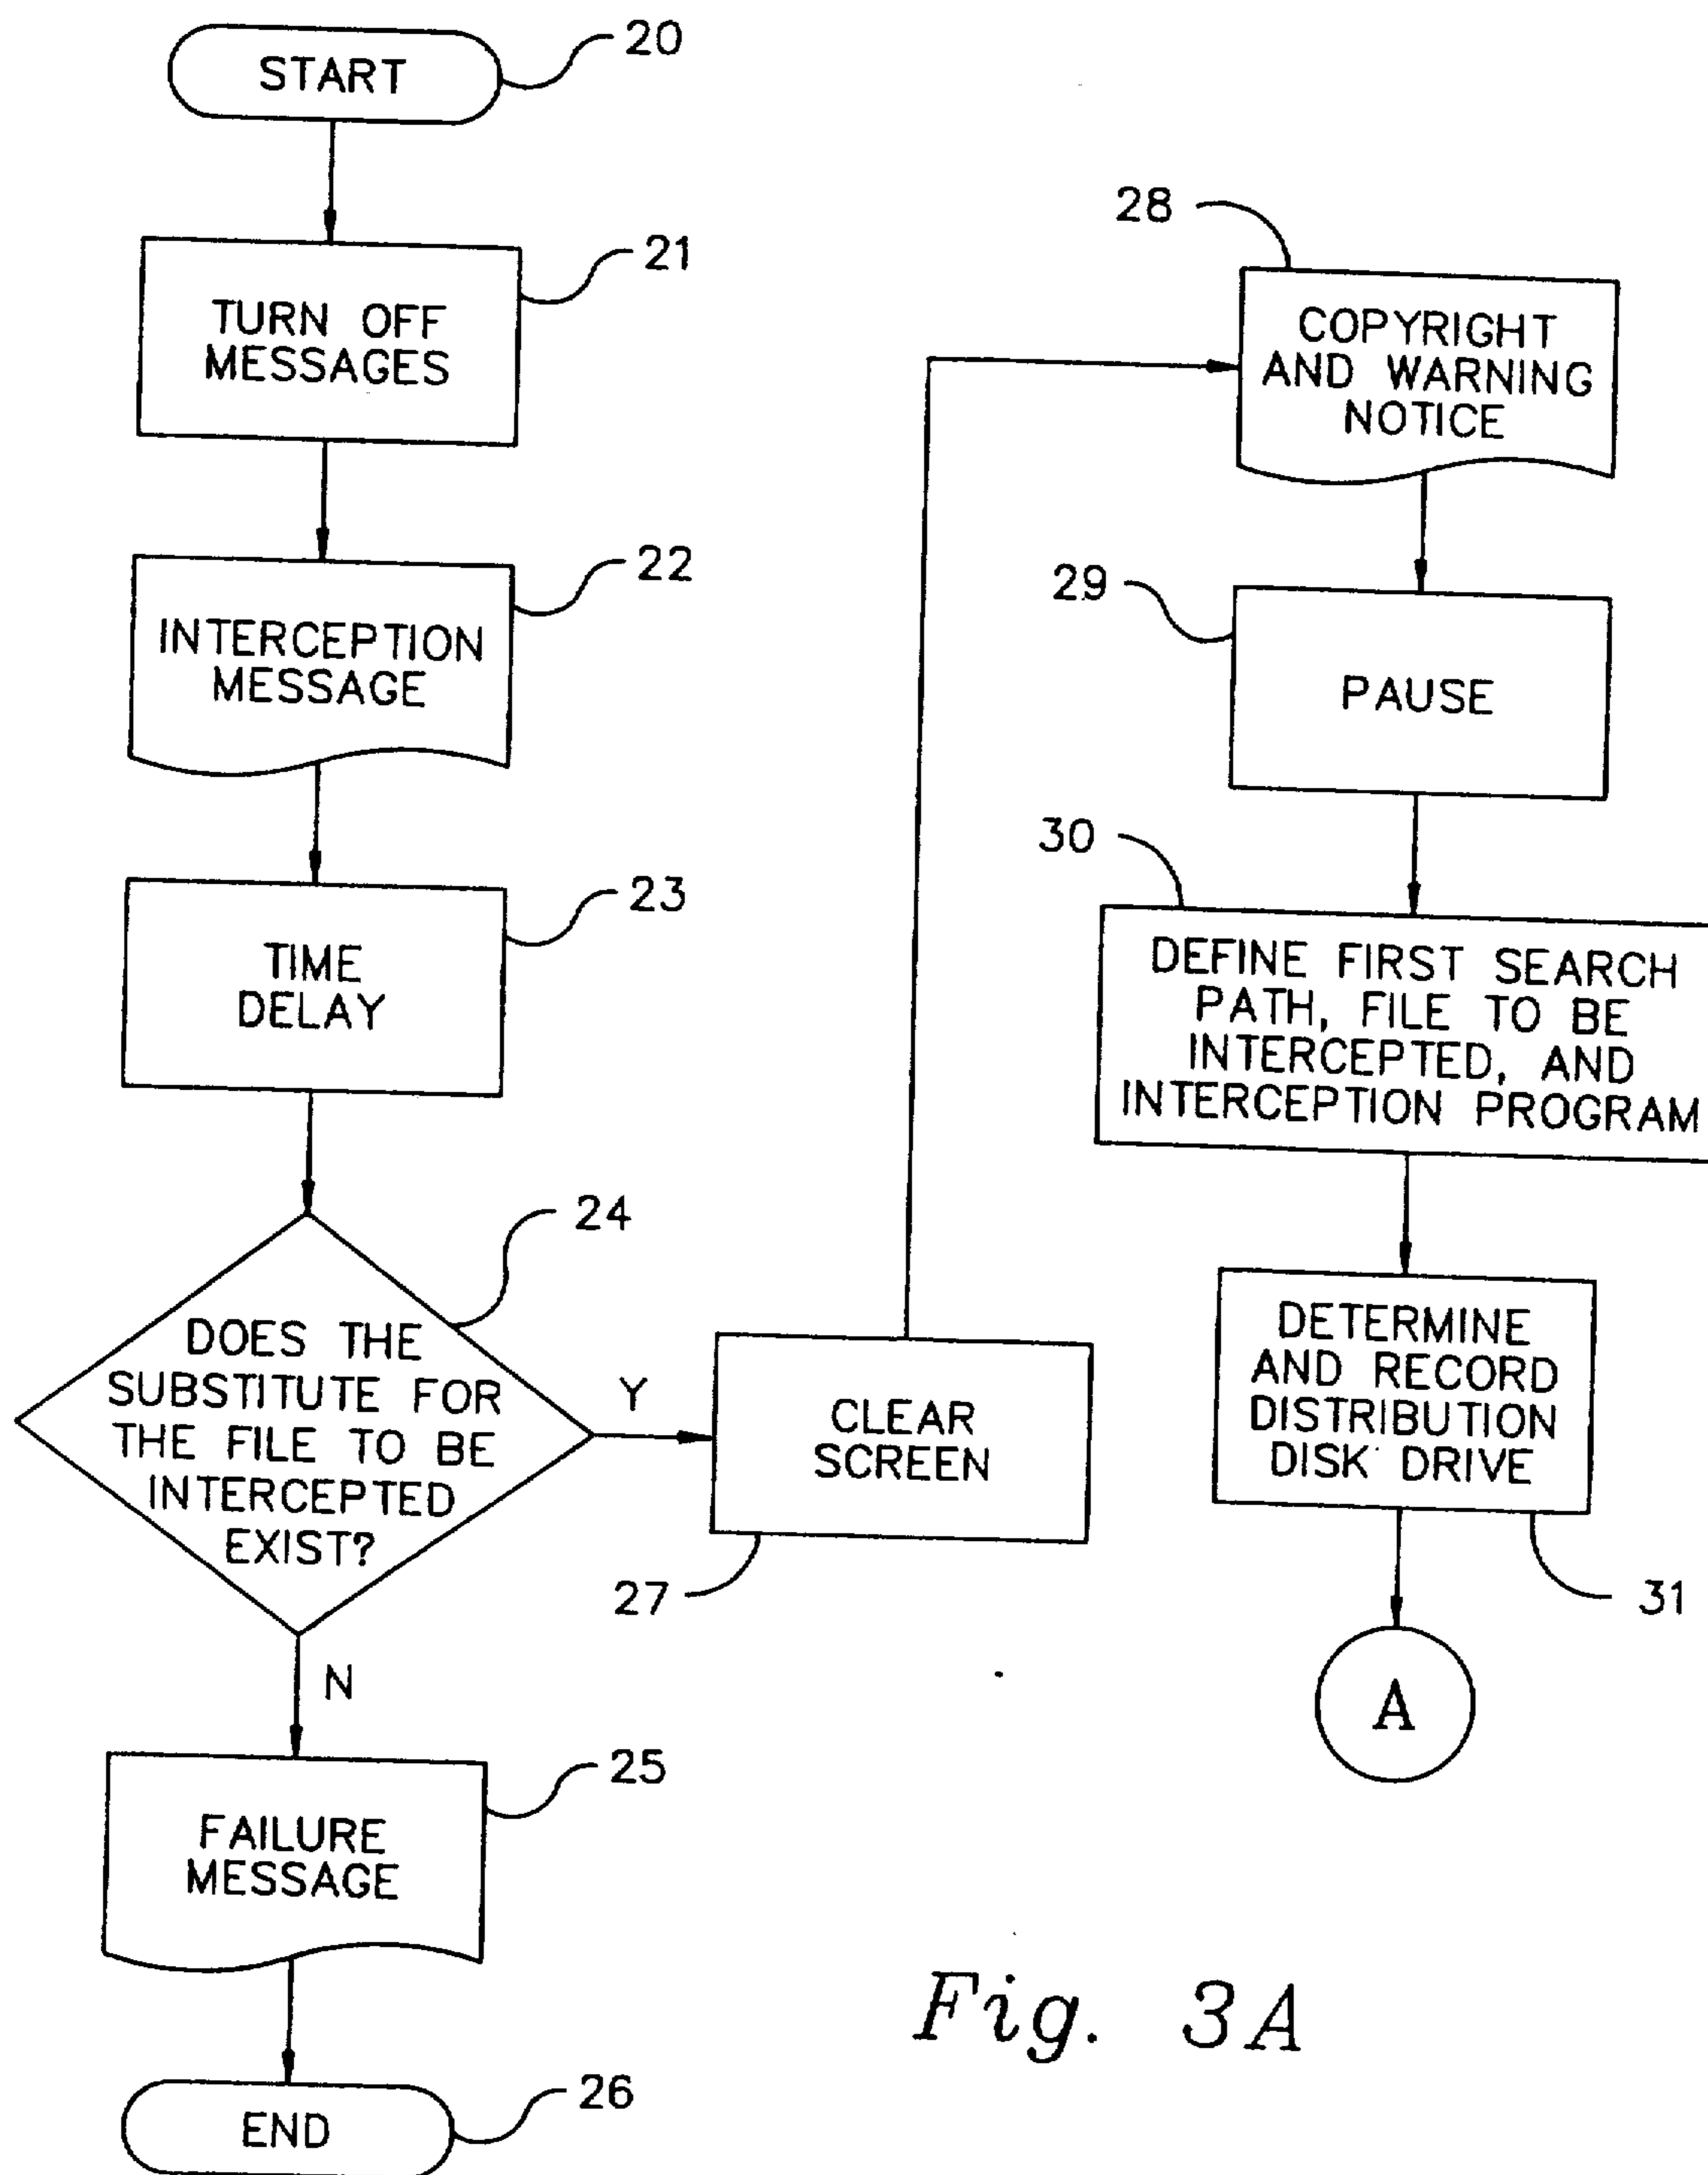 START
20
TURN OFF
MESSAGES
21
INTERCEPTION
MESSAGE
22
TIME
DELAY
23
DOES THE
SUBSTITUTE FOR
THE FILE TO BE
INTERCEPTED
EXIST?
24
Y
N
FAILURE
MESSAGE
25
END
26
CLEAR
SCREEN
27
28
COPYRIGHT
AND WARNING
NOTICE
29
PAUSE
30
DEFINE FIRST SEARCH
PATH, FILE TO BE
INTERCEPTED, AND
INTERCEPTION PROGRAM
DETERMINE
AND RECORD
DISTRIBUTION
DISK DRIVE
31
A
Fig. 3A